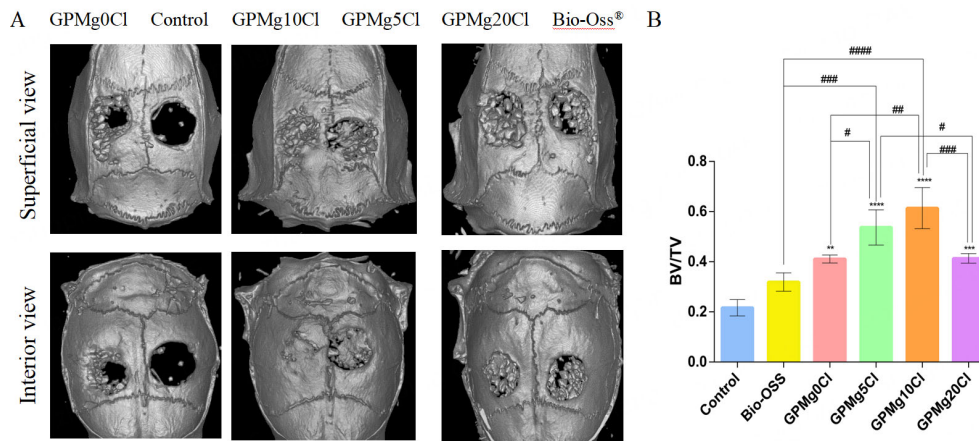 A
GPMg0Cl Control GPMg10Cl GPMg5Cl GPMg20Cl Bio-Oss®
Superficial view
Interior view
B
####
###
##
# #
###
0.8
0.6
0.4
0.2
0.0
BV/TV
** **** **** ***
Control Bio-OSS GPMg0Cl GPMg5Cl GPMg10Cl GPMg20Cl